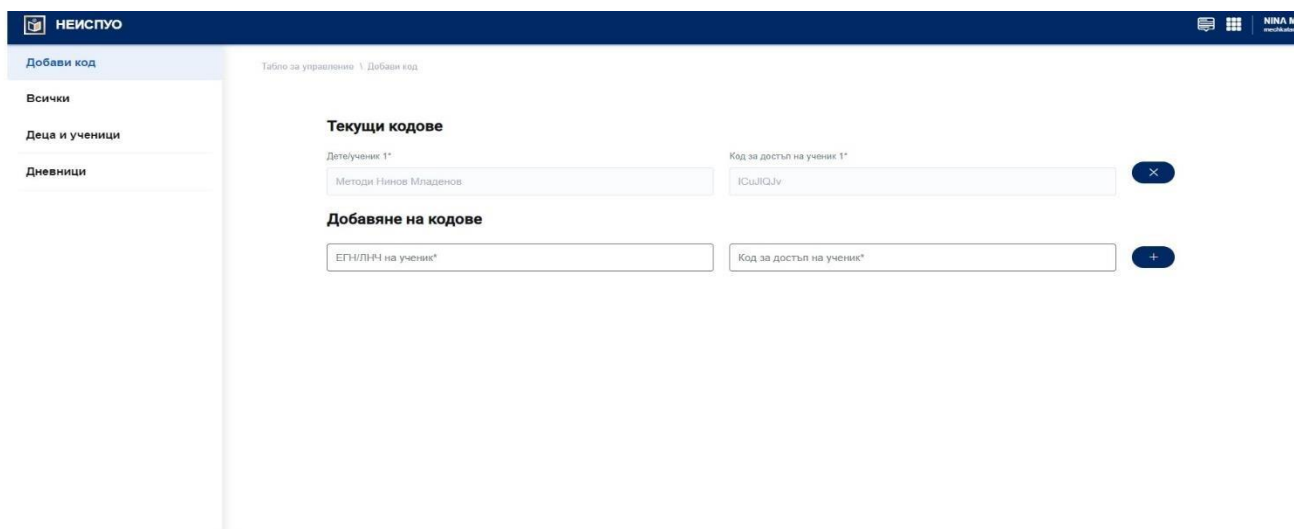 НЕИСПУО
NINA M
Добави код
Всички
Деца и ученици
Дневници
Табло за управление \ Добави код
Текущи кодове
Дете/ученик 1*
Код за достъп на ученик 1*
Методи Нинов Младенов
Добавяне на кодове
ЕГН/ЛНЧ на ученик*
Код за достъп на ученик*